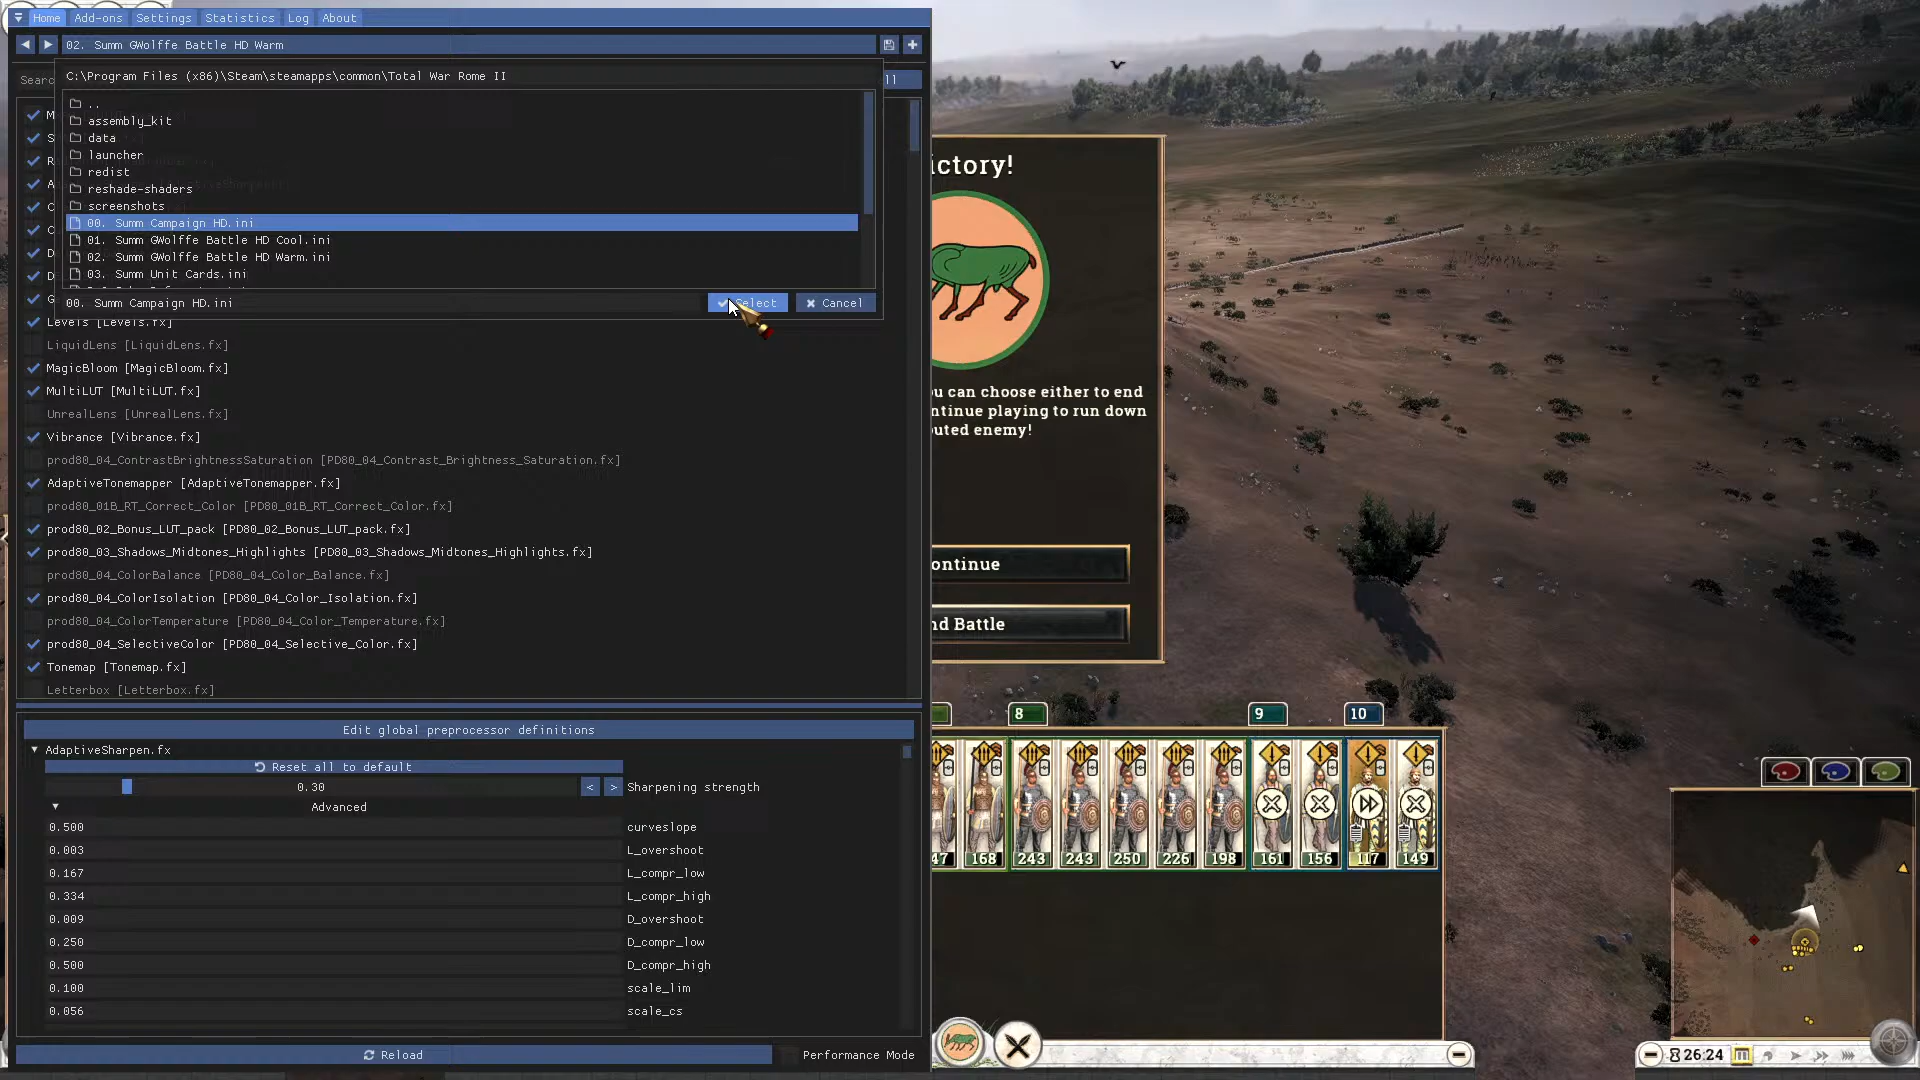 Home Add-ons Settings Statistics Log About
02. Summ GWolffe Battle HD Warm
Searc
C:\Program Files (x86)\Steam\steamapps\common\Total War Rome II
..
assembly_kit
data
launcher
redist
reshade-shaders
screenshots
00. Summ Campaign HD.ini
01. Summ GWolffe Battle HD Cool.ini
02. Summ GWolffe Battle HD Warm.ini
03. Summ Unit Cards.ini
00. Summ Campaign HD.ini
Select Cancel
Levels [Levels.fx]
LiquidLens [LiquidLens.fx]
MagicBloom [MagicBloom.fx]
MultiLUT [MultiLUT.fx]
UnrealLens [UnrealLens.fx]
Vibrance [Vibrance.fx]
prod80_04_ContrastBrightnessSaturation [PD80_04_Contrast_Brightness_Saturation.fx]
AdaptiveTonemapper [AdaptiveTonemapper.fx]
prod80_01B_RT_Correct_Color [PD80_01B_RT_Correct_Color.fx]
prod80_02_Bonus_LUT_pack [PD80_02_Bonus_LUT_pack.fx]
prod80_03_Shadows_Midtones_Highlights [PD80_03_Shadows_Midtones_Highlights.fx]
prod80_04_ColorBalance [PD80_04_Color_Balance.fx]
prod80_04_ColorIsolation [PD80_04_Color_Isolation.fx]
prod80_04_ColorTemperature [PD80_04_Color_Temperature.fx]
prod80_04_SelectiveColor [PD80_04_Selective_Color.fx]
Tonemap [Tonemap.fx]
Letterbox [Letterbox.fx]
Edit global preprocessor definitions
AdaptiveSharpen.fx
Reset all to default
0.30 < > Sharpening strength
Advanced
0.500 curveslope
0.003 L_overshoot
0.167 L_compr_low
0.334 L_compr_high
0.009 D_overshoot
0.250 D_compr_low
0.500 D_compr_high
0.100 scale_lim
0.056 scale_cs
Reload Performance Mode
ictory!
ou can choose either to end
ntinue playing to run down
outed enemy!
ontinue
nd Battle
8 9 10
47 168 243 243 250 226 198 161 156 117 149
26:24